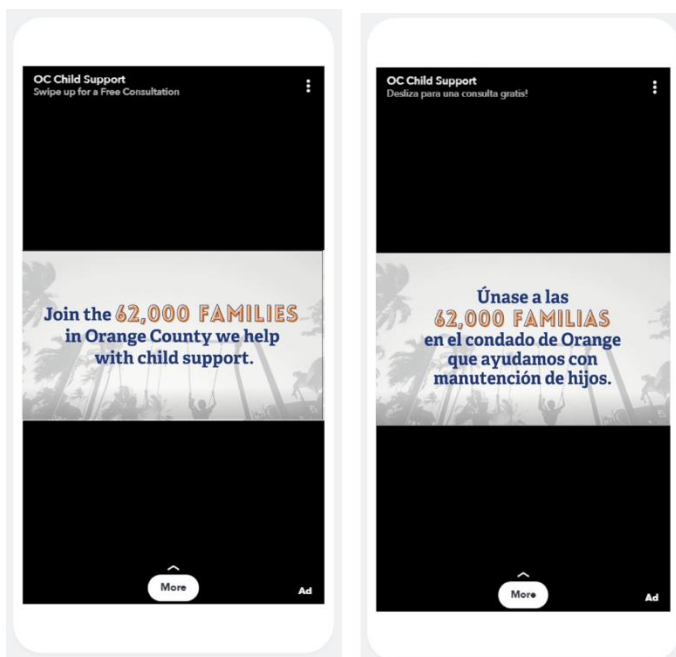 OC Child Support
Swipe up for a Free Consultation
Join the 62,000 FAMILIES
in Orange County we help
with child support.
More
Ad
OC Child Support
Desliza para una consulta gratis!
Únase a las
62,000 FAMILIAS
en el condado de Orange
que ayudamos con
manutención de hijos.
More
Ad